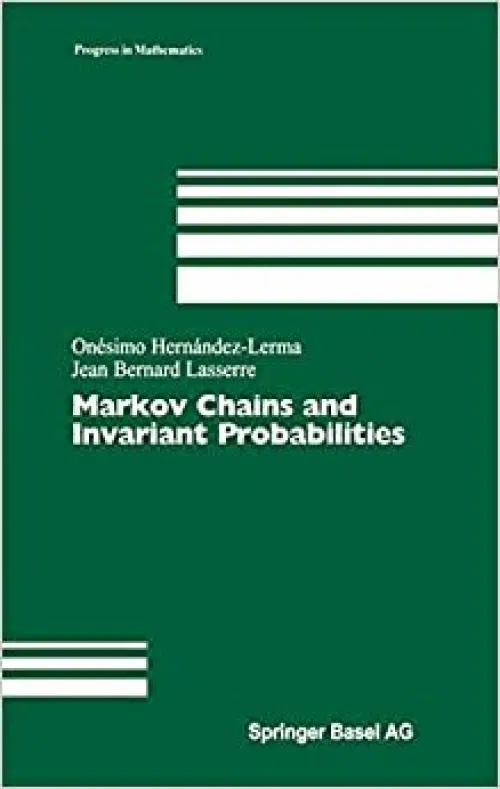 Progress in Mathematics
Onésimo Hernández-Lerma
Jean Bernard Lasserre
Markov Chains and
Invariant Probabilities
Springer Basel AG